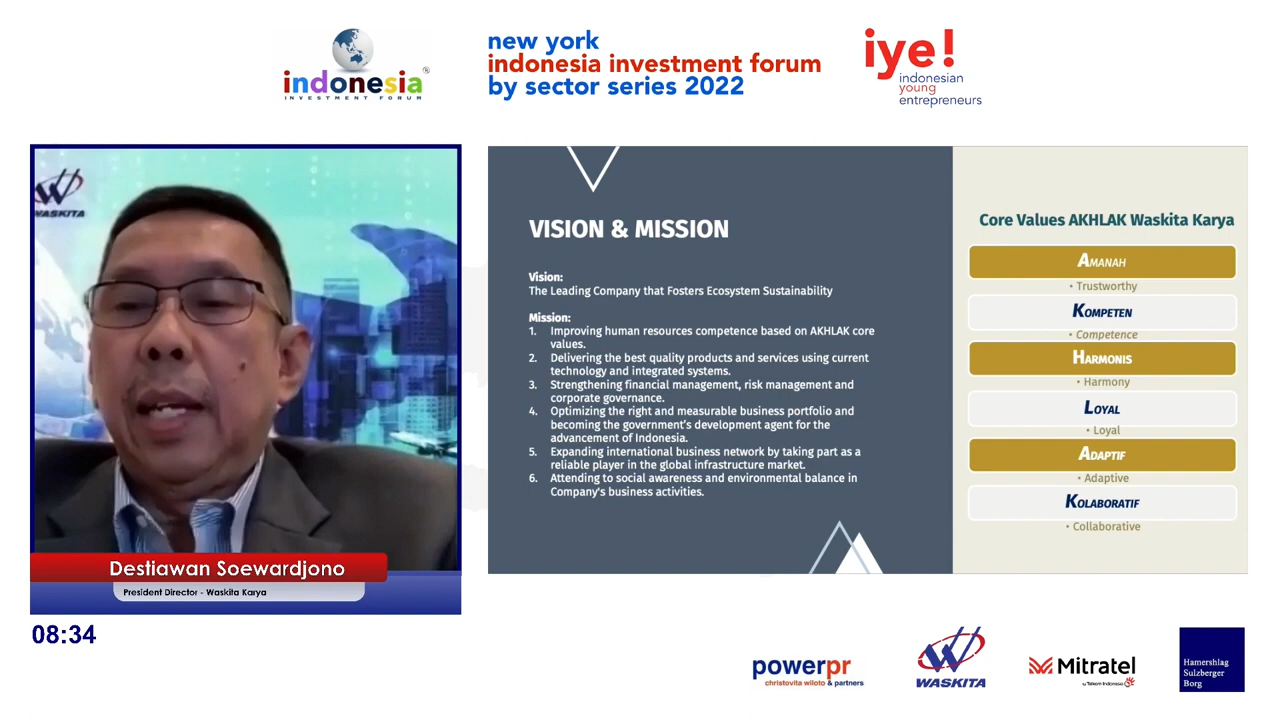 indonesia
INVESTMENT FORUM
new york
indonesia investment forum
by sector series 2022
iye!
indonesian
young
entrepreneurs
WASKITA
Destiawan Soewardjono
President Director - Waskita Karya
08:34
VISION & MISSION
Vision:
The Leading Company that Fosters Ecosystem Sustainability
Mission:
1. Improving human resources competence based on AKHLAK core
values.
2. Delivering the best quality products and services using current
technology and integrated systems.
3. Strengthening financial management, risk management and
corporate governance.
4. Optimizing the right and measurable business portfolio and
becoming the government's development agent for the
advancement of Indonesia.
5. Expanding international business network by taking part as a
reliable player in the global infrastructure market.
6. Attending to social awareness and environmental balance in
Company's business activities.
Core Values AKHLAK Waskita Karya
AMANAH
• Trustworthy
KOMPETEN
• Competence
HARMONIS
• Harmony
LOYAL
• Loyal
ADAPTIF
• Adaptive
KOLABORATIF
• Collaborative
powerpr
christovita wiloto & partners
WASKITA
Mitratel
by Telkom Indonesia
Hamershlag
Sulzberger
Borg